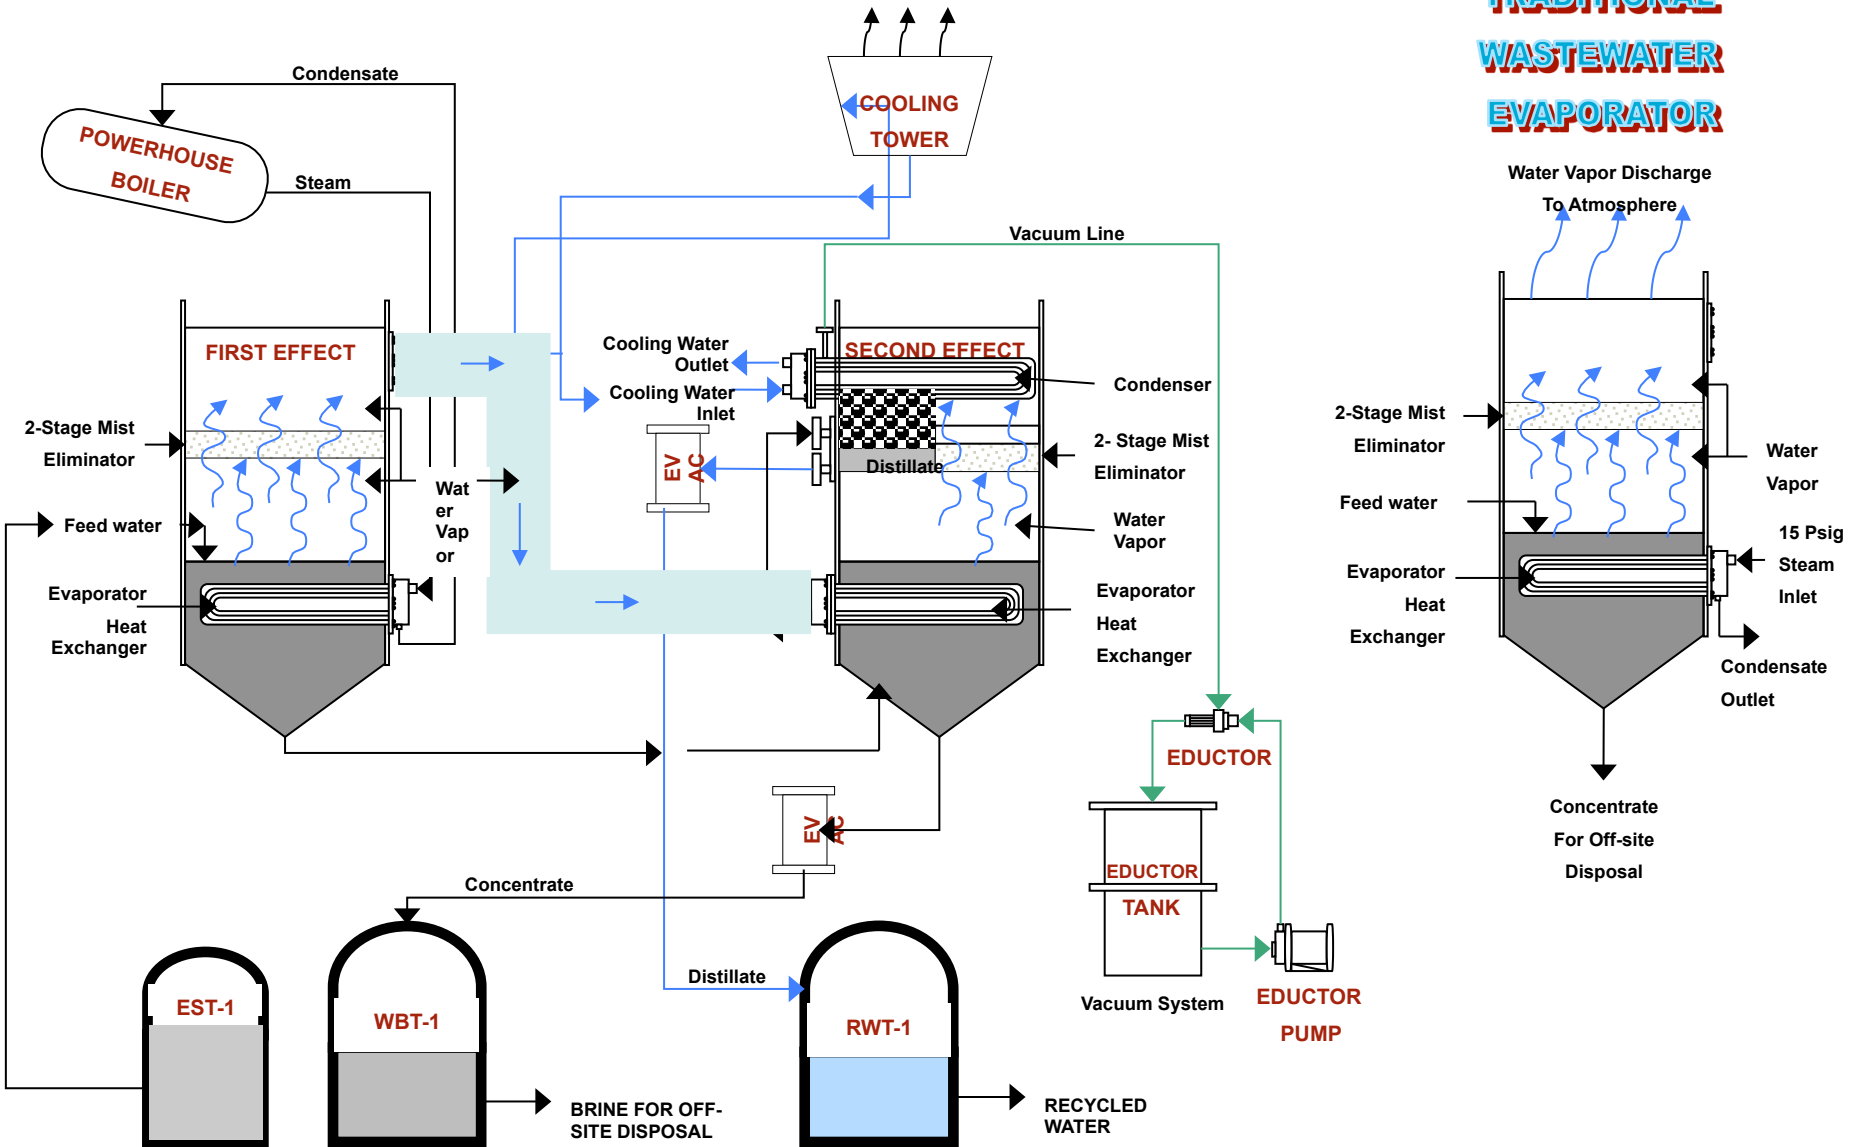 TRADITIONAL
WASTEWATER
EVAPORATOR
Condensate
POWERHOUSE
BOILER
Steam
COOLING
TOWER
Vacuum Line
Water Vapor Discharge
To Atmosphere
FIRST EFFECT
Cooling Water
Outlet
Cooling Water
Inlet
SECOND EFFECT
Condenser
2-Stage Mist
Eliminator
EV
AC
Distillate
2- Stage Mist
Eliminator
Wat
er
Vap
or
Feed water
Water
Vapor
Evaporator
Heat
Exchanger
Evaporator
Heat
Exchanger
2-Stage Mist
Eliminator
Water
Vapor
Feed water
15 Psig
Steam
Inlet
Evaporator
Heat
Exchanger
Condensate
Outlet
Concentrate
For Off-site
Disposal
EDUCTOR
EV
AC
EDUCTOR
TANK
Concentrate
Distillate
Vacuum System
EDUCTOR
PUMP
EST-1
WBT-1
RWT-1
BRINE FOR OFF-
SITE DISPOSAL
RECYCLED
WATER